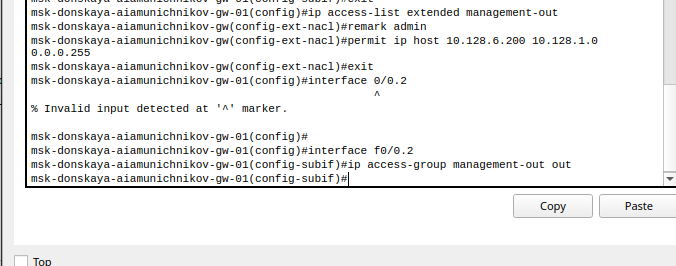 msk-donskaya-aiamunichnikov-gw-01(config-subif)#exit
msk-donskaya-aiamunichnikov-gw-01(config)#ip access-list extended management-out
msk-donskaya-aiamunichnikov-gw(config-ext-nacl)#remark admin
msk-donskaya-aiamunichnikov-gw(config-ext-nacl)#permit ip host 10.128.6.200 10.128.1.0
0.0.0.255
msk-donskaya-aiamunichnikov-gw(config-ext-nacl)#exit
msk-donskaya-aiamunichnikov-gw-01(config)#interface 0/0.2
^
% Invalid input detected at '^' marker.
msk-donskaya-aiamunichnikov-gw-01(config)#
msk-donskaya-aiamunichnikov-gw-01(config)#interface f0/0.2
msk-donskaya-aiamunichnikov-gw-01(config-subif)#ip access-group management-out out
msk-donskaya-aiamunichnikov-gw-01(config-subif)#
Copy Paste
Top